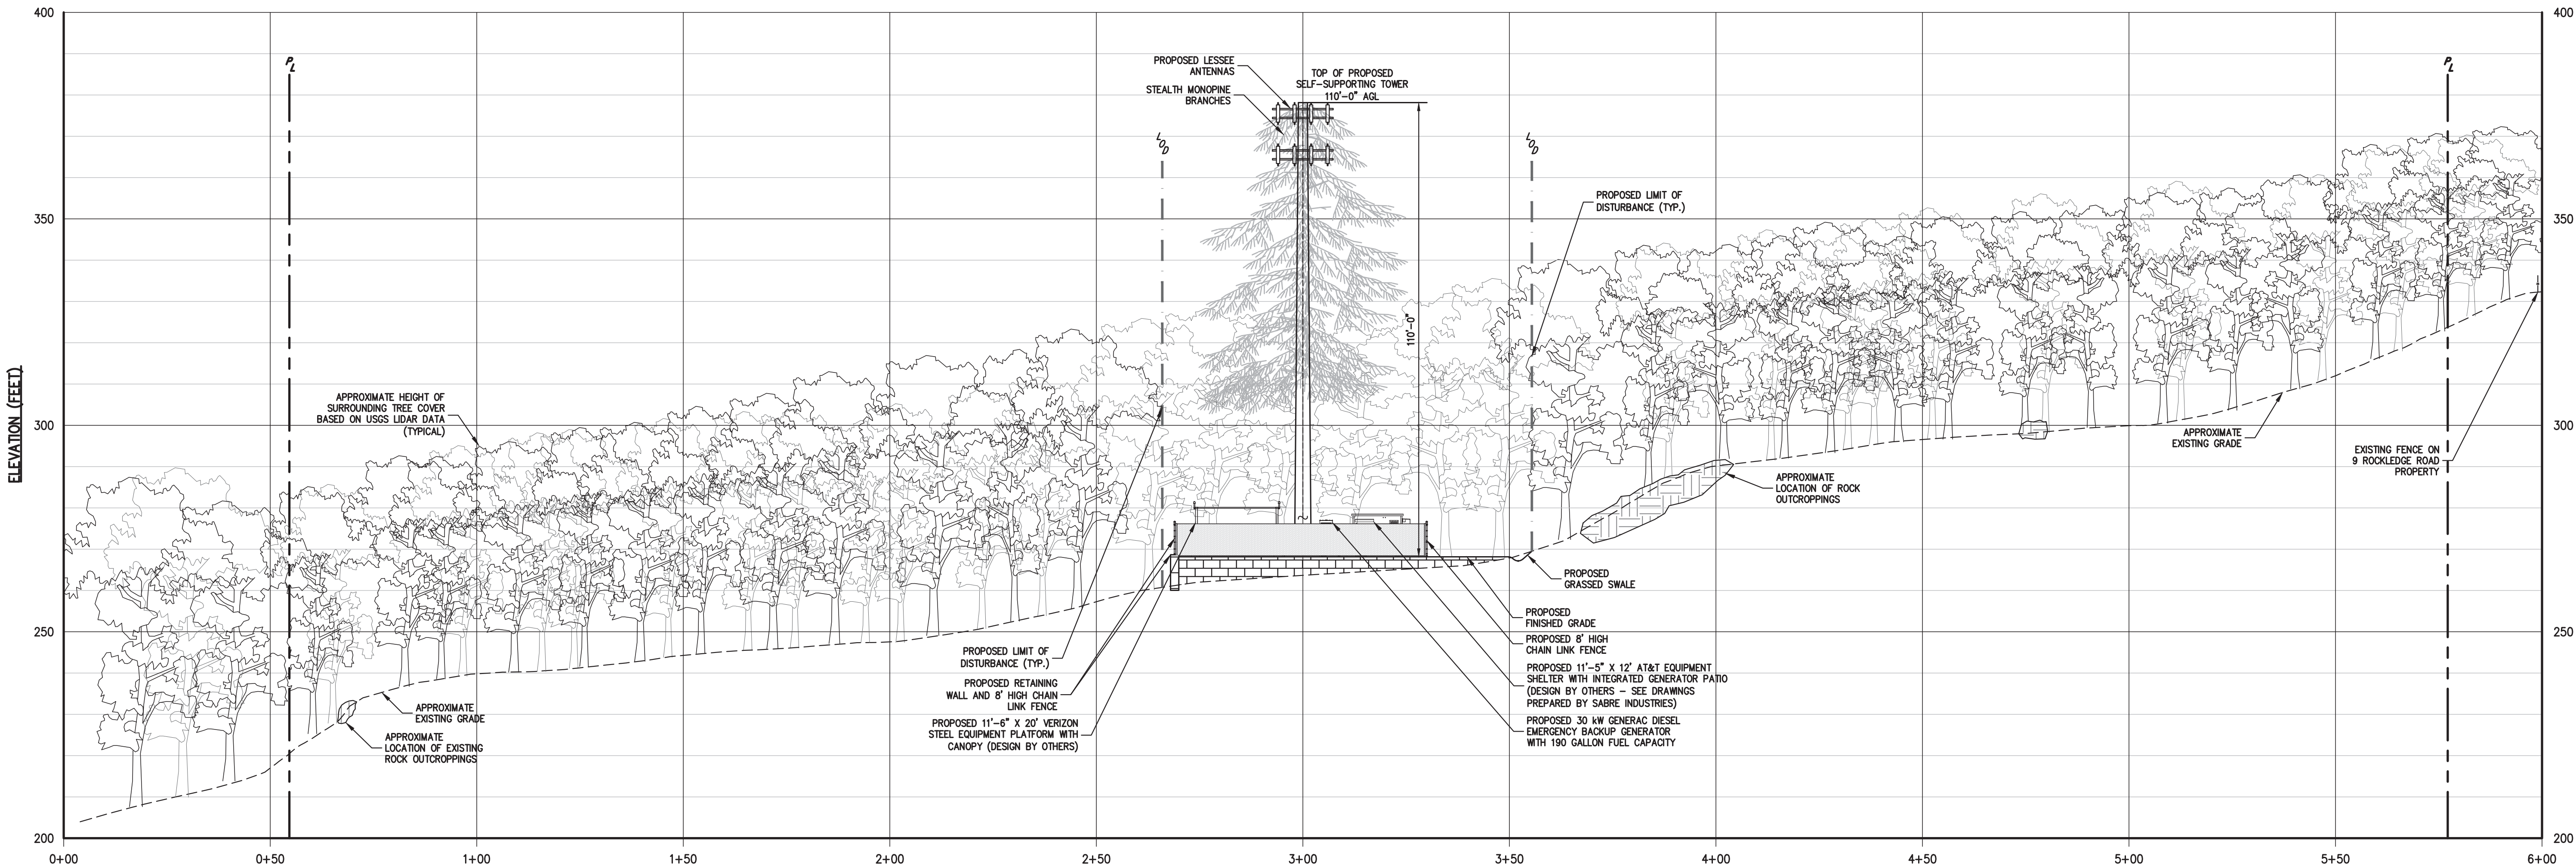 400
400
350
350
300
300
250
250
200
200
ELEVATION (FEET)
PL
PL
PROPOSED LESSEE
ANTENNAS
STEALTH MONOPINE
BRANCHES
TOP OF PROPOSED
SELF-SUPPORTING TOWER
110'-0" AGL
LOD
LOD
PROPOSED LIMIT OF
DISTURBANCE (TYP.)
110'-0"
APPROXIMATE HEIGHT OF
SURROUNDING TREE COVER
BASED ON USGS LIDAR DATA
(TYPICAL)
APPROXIMATE
EXISTING GRADE
EXISTING FENCE ON
9 ROCKLEDGE ROAD
PROPERTY
APPROXIMATE
LOCATION OF ROCK
OUTCROPPINGS
PROPOSED
GRASSED SWALE
PROPOSED
FINISHED GRADE
PROPOSED 8' HIGH
CHAIN LINK FENCE
PROPOSED 11'-5" X 12' AT&T EQUIPMENT
SHELTER WITH INTEGRATED GENERATOR PATIO
(DESIGN BY OTHERS - SEE DRAWINGS
PREPARED BY SABRE INDUSTRIES)
PROPOSED 30 kW GENERAC DIESEL
EMERGENCY BACKUP GENERATOR
WITH 190 GALLON FUEL CAPACITY
PROPOSED LIMIT OF
DISTURBANCE (TYP.)
PROPOSED RETAINING
WALL AND 8' HIGH CHAIN
LINK FENCE
PROPOSED 11'-6" X 20' VERIZON
STEEL EQUIPMENT PLATFORM WITH
CANOPY (DESIGN BY OTHERS)
APPROXIMATE
EXISTING GRADE
APPROXIMATE
LOCATION OF EXISTING
ROCK OUTCROPPINGS
0+00
0+50
1+00
1+50
2+00
2+50
3+00
3+50
4+00
4+50
5+00
5+50
6+00